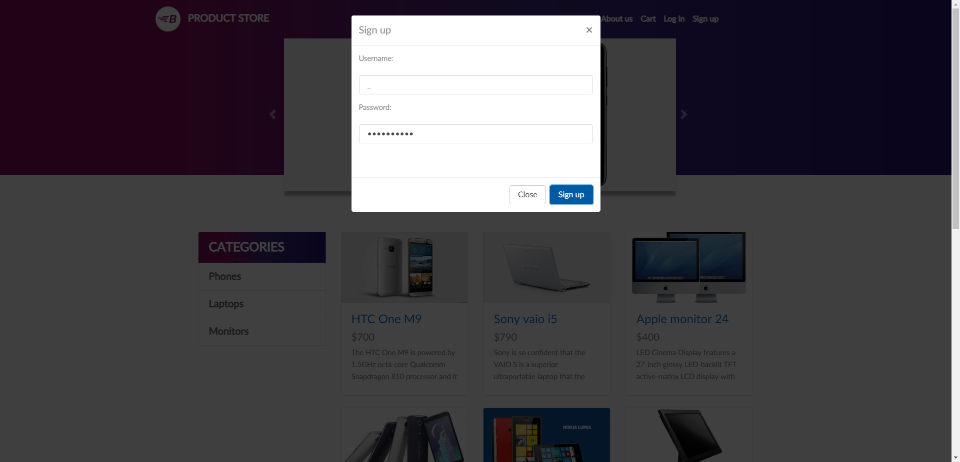 PRODUCT STORE
About us Cart Log in Sign up
Sign up ×
Username:
_
Password:
••••••••••
Close Sign up
CATEGORIES
Phones
Laptops
Monitors
HTC One M9
$700
The HTC One M9 is powered by
1.5GHz octa-core Qualcomm
Snapdragon 810 processor and it
Sony vaio i5
$790
Sony is so confident that the
VAIO S is a superior
ultraportable laptop that the
Apple monitor 24
$400
LED Cinema Display features a
27-inch glossy LED-backlit TFT
active-matrix LCD display with
NOKIA LUMIA